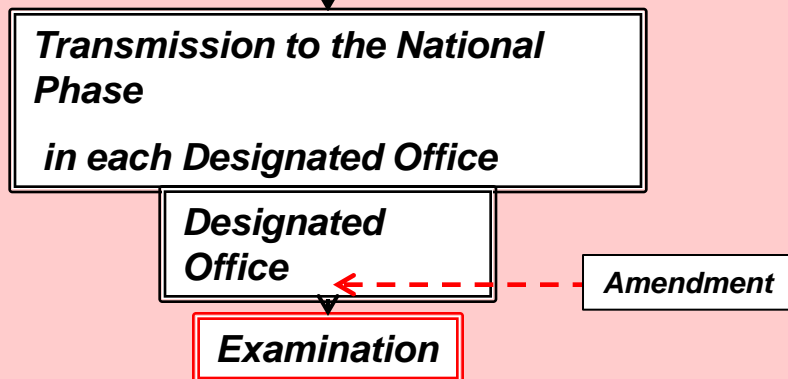 Transmission to the National
Phase
in each Designated Office
Designated
Office
Amendment
Examination